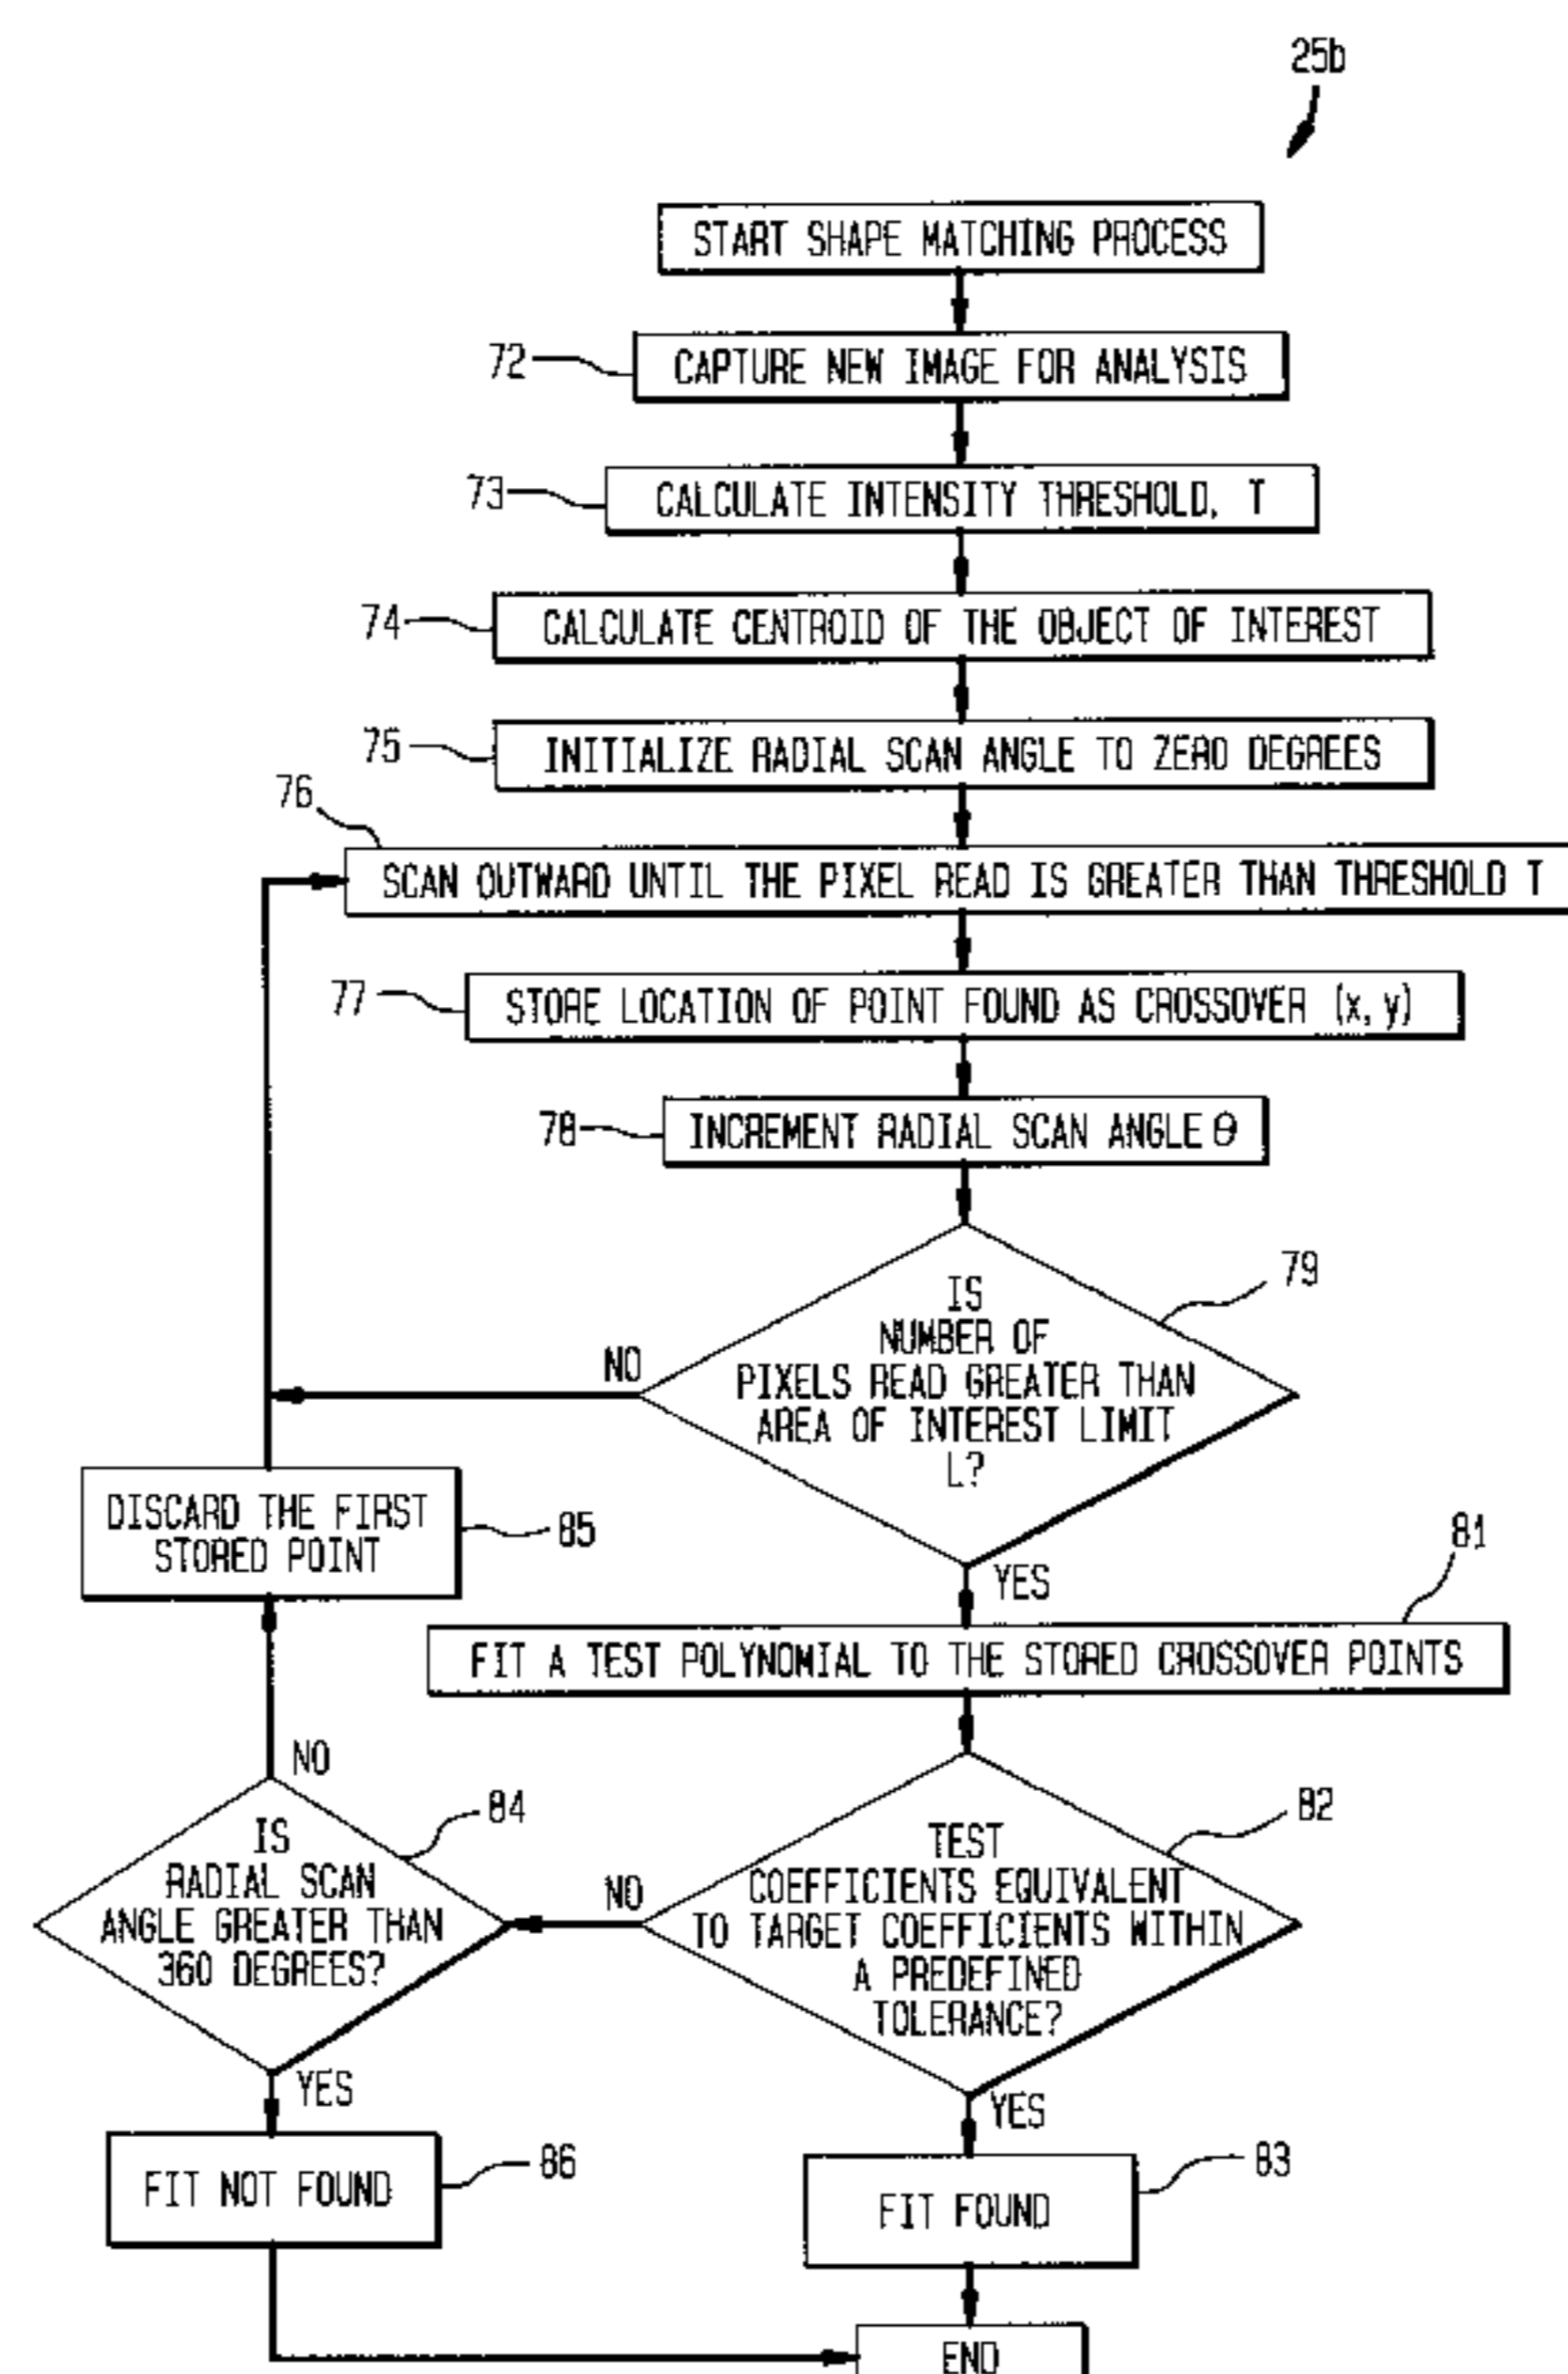 25b
START SHAPE MATCHING PROCESS
72
CAPTURE NEW IMAGE FOR ANALYSIS
73
CALCULATE INTENSITY THRESHOLD, T
74
CALCULATE CENTROID OF THE OBJECT OF INTEREST
75
INITIALIZE RADIAL SCAN ANGLE TO ZERO DEGREES
76
SCAN OUTWARD UNTIL THE PIXEL READ IS GREATER THAN THRESHOLD T
77
STORE LOCATION OF POINT FOUND AS CROSSOVER (x, y)
78
INCREMENT RADIAL SCAN ANGLE θ
79
IS
NUMBER OF
PIXELS READ GREATER THAN
AREA OF INTEREST LIMIT
L?
NO
YES
DISCARD THE FIRST
STORED POINT
85
81
FIT A TEST POLYNOMIAL TO THE STORED CROSSOVER POINTS
82
TEST
COEFFICIENTS EQUIVALENT
TO TARGET COEFFICIENTS WITHIN
A PREDEFINED
TOLERANCE?
NO
YES
NO
84
IS
RADIAL SCAN
ANGLE GREATER THAN
360 DEGREES?
YES
FIT NOT FOUND
86
FIT FOUND
83
END